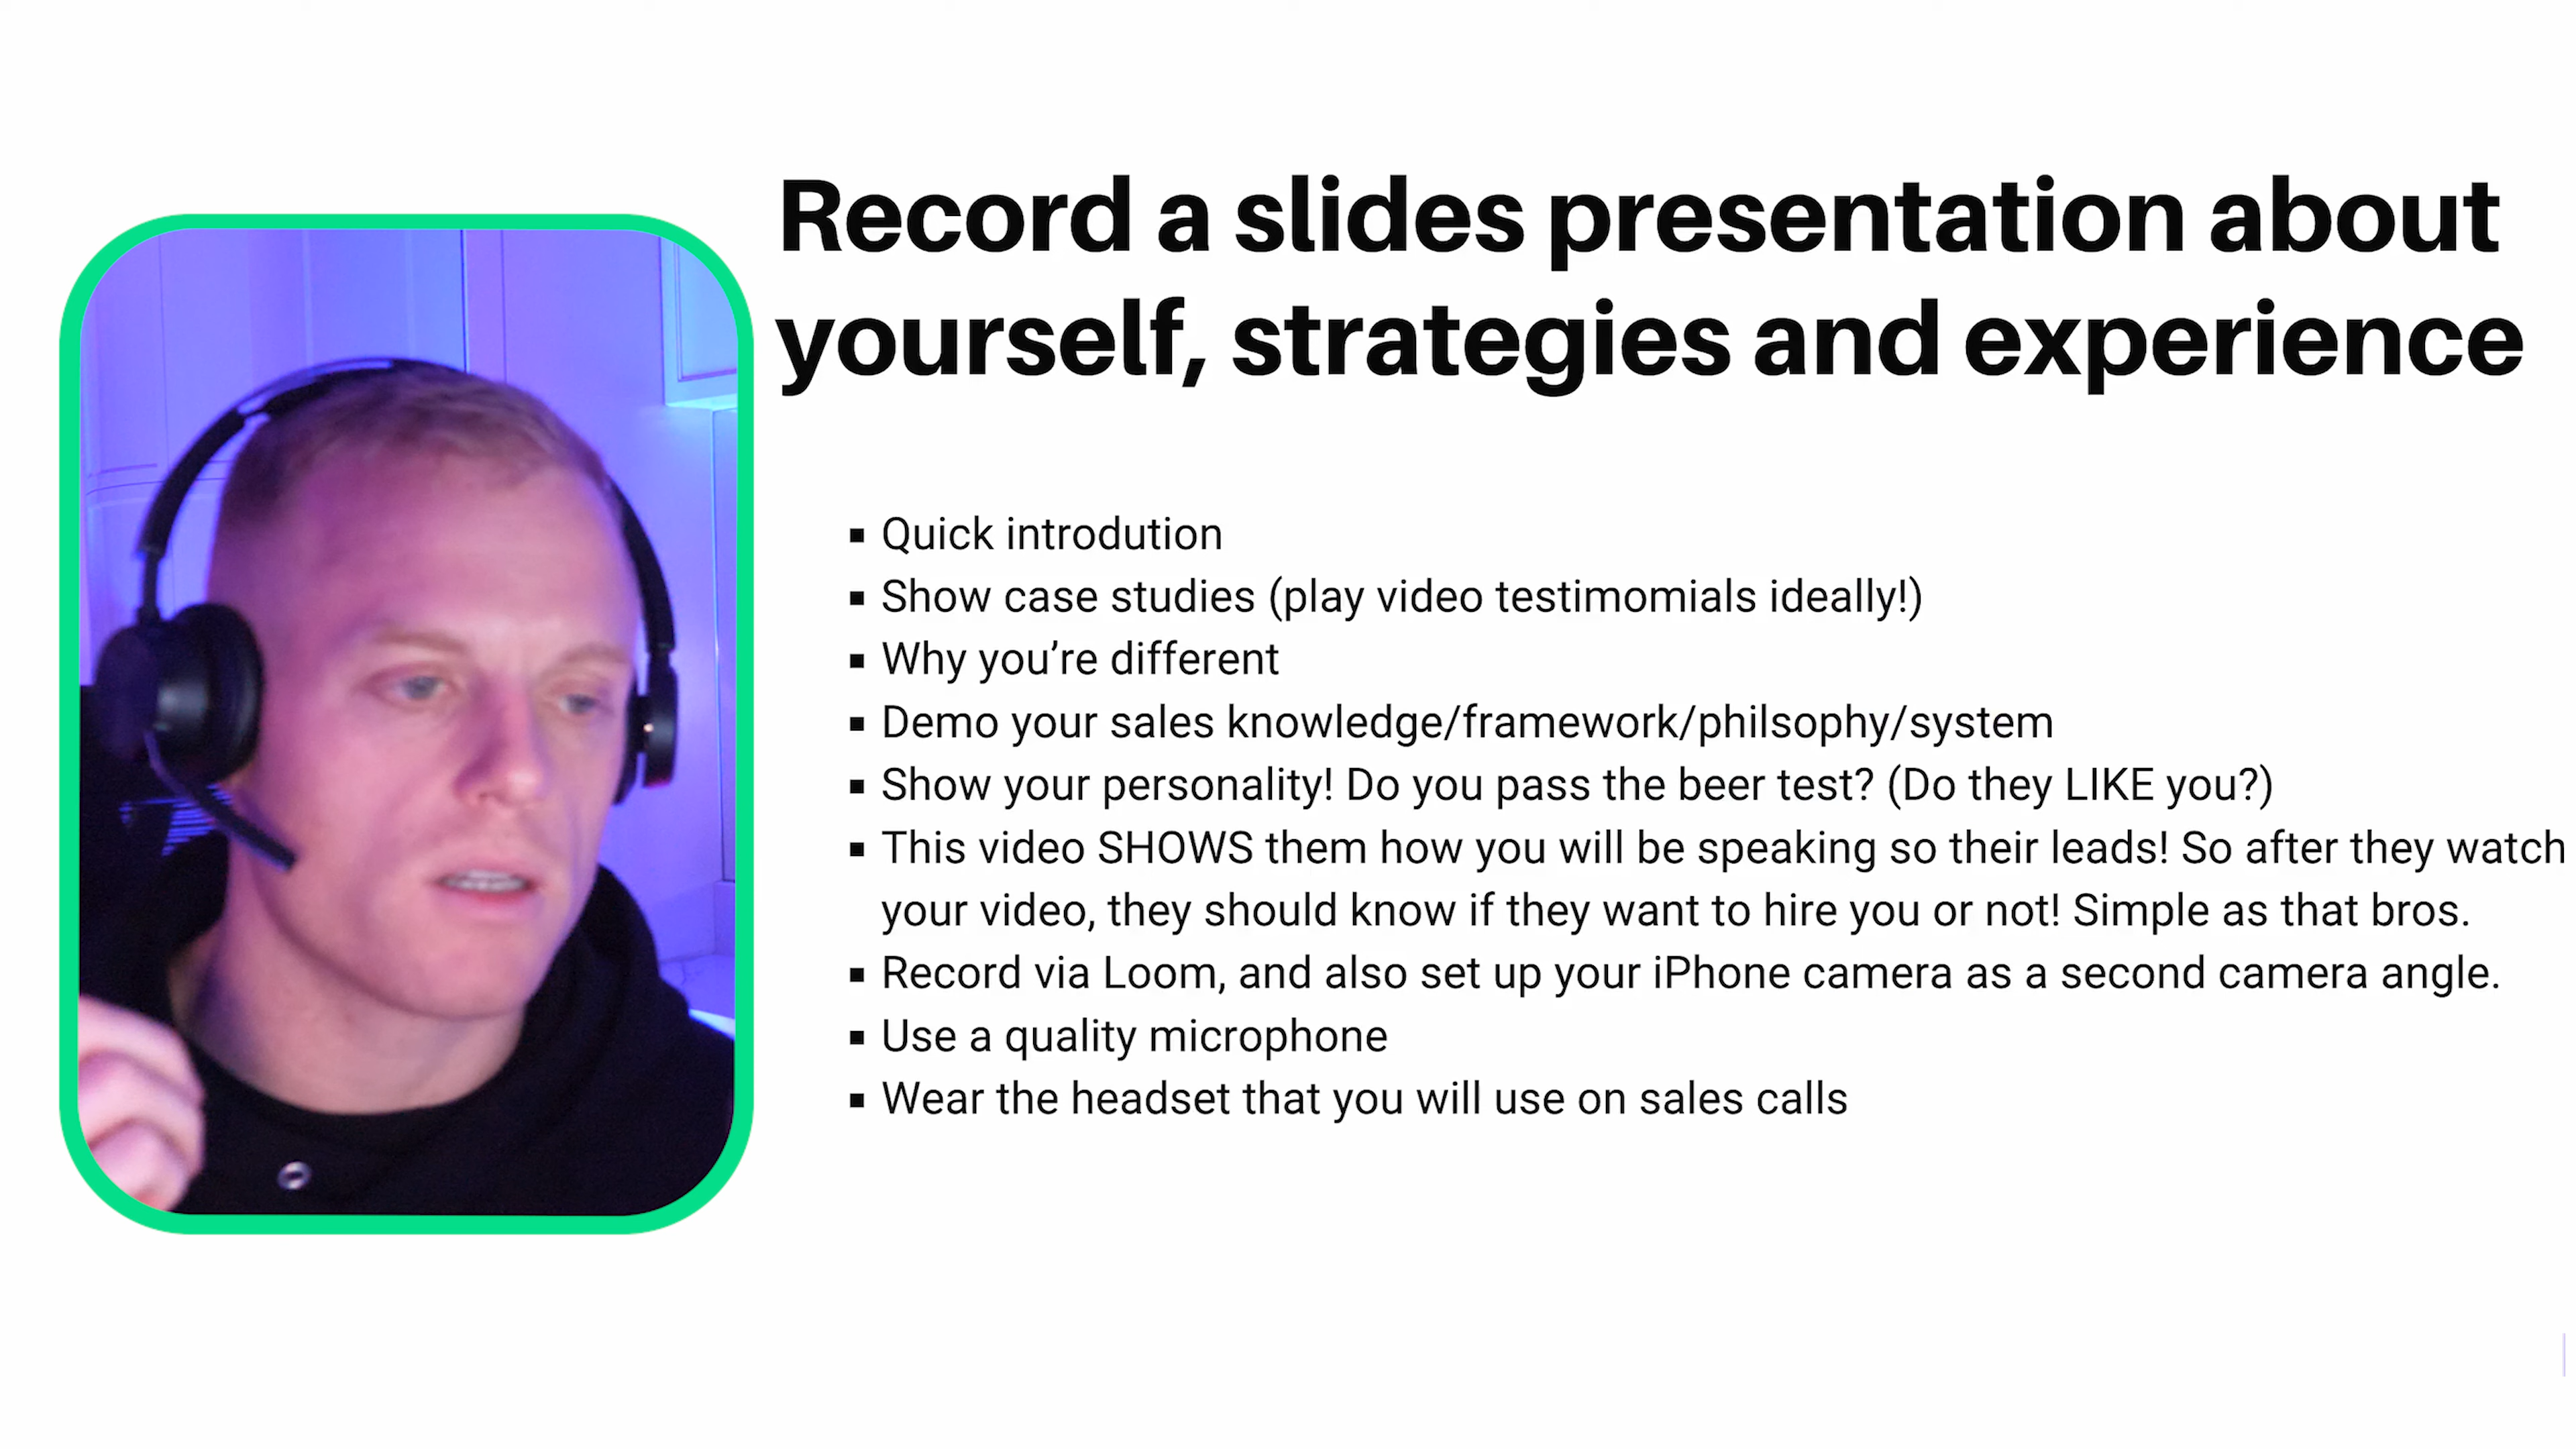 Record a slides presentation about
yourself, strategies and experience
▪ Quick introdution
▪ Show case studies (play video testimomials ideally!)
▪ Why you’re different
▪ Demo your sales knowledge/framework/philsophy/system
▪ Show your personality! Do you pass the beer test? (Do they LIKE you?)
▪ This video SHOWS them how you will be speaking so their leads! So after they watch
your video, they should know if they want to hire you or not! Simple as that bros.
▪ Record via Loom, and also set up your iPhone camera as a second camera angle.
▪ Use a quality microphone
▪ Wear the headset that you will use on sales calls